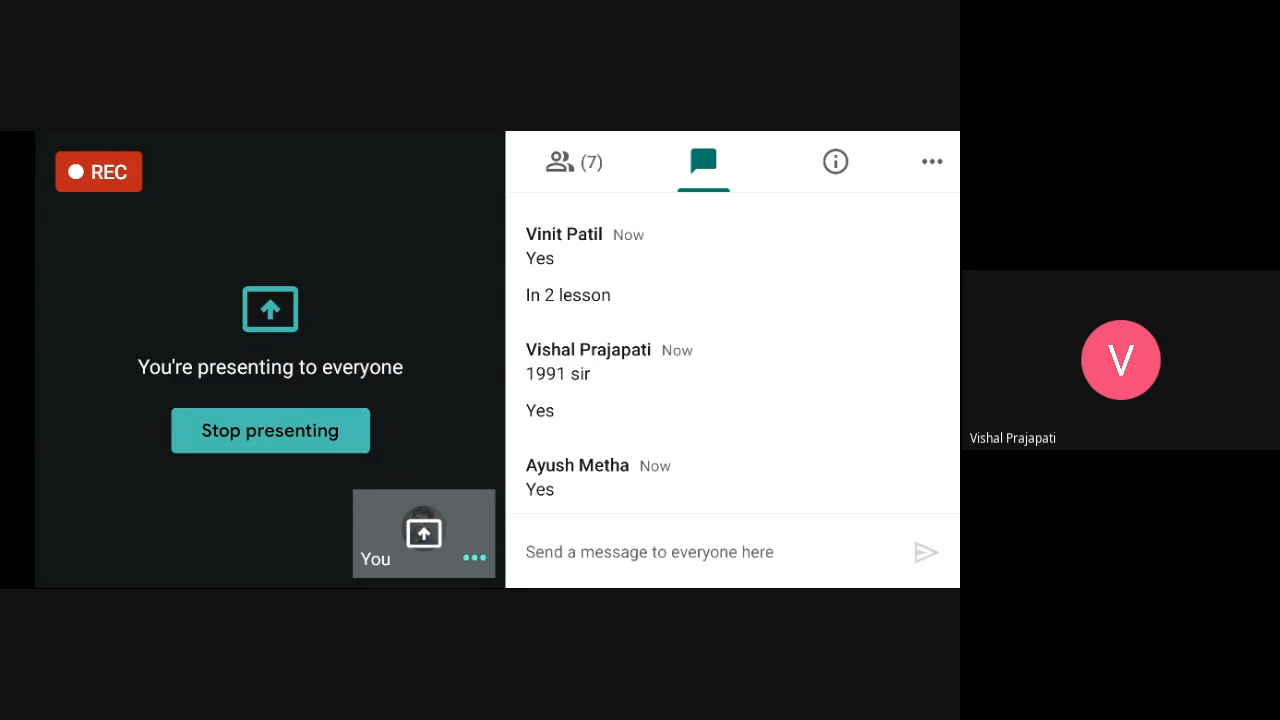 REC
You're presenting to everyone
Stop presenting
You
(7)
Vinit Patil Now
Yes
In 2 lesson
Vishal Prajapati Now
1991 sir
Yes
Ayush Metha Now
Yes
Send a message to everyone here
V
Vishal Prajapati